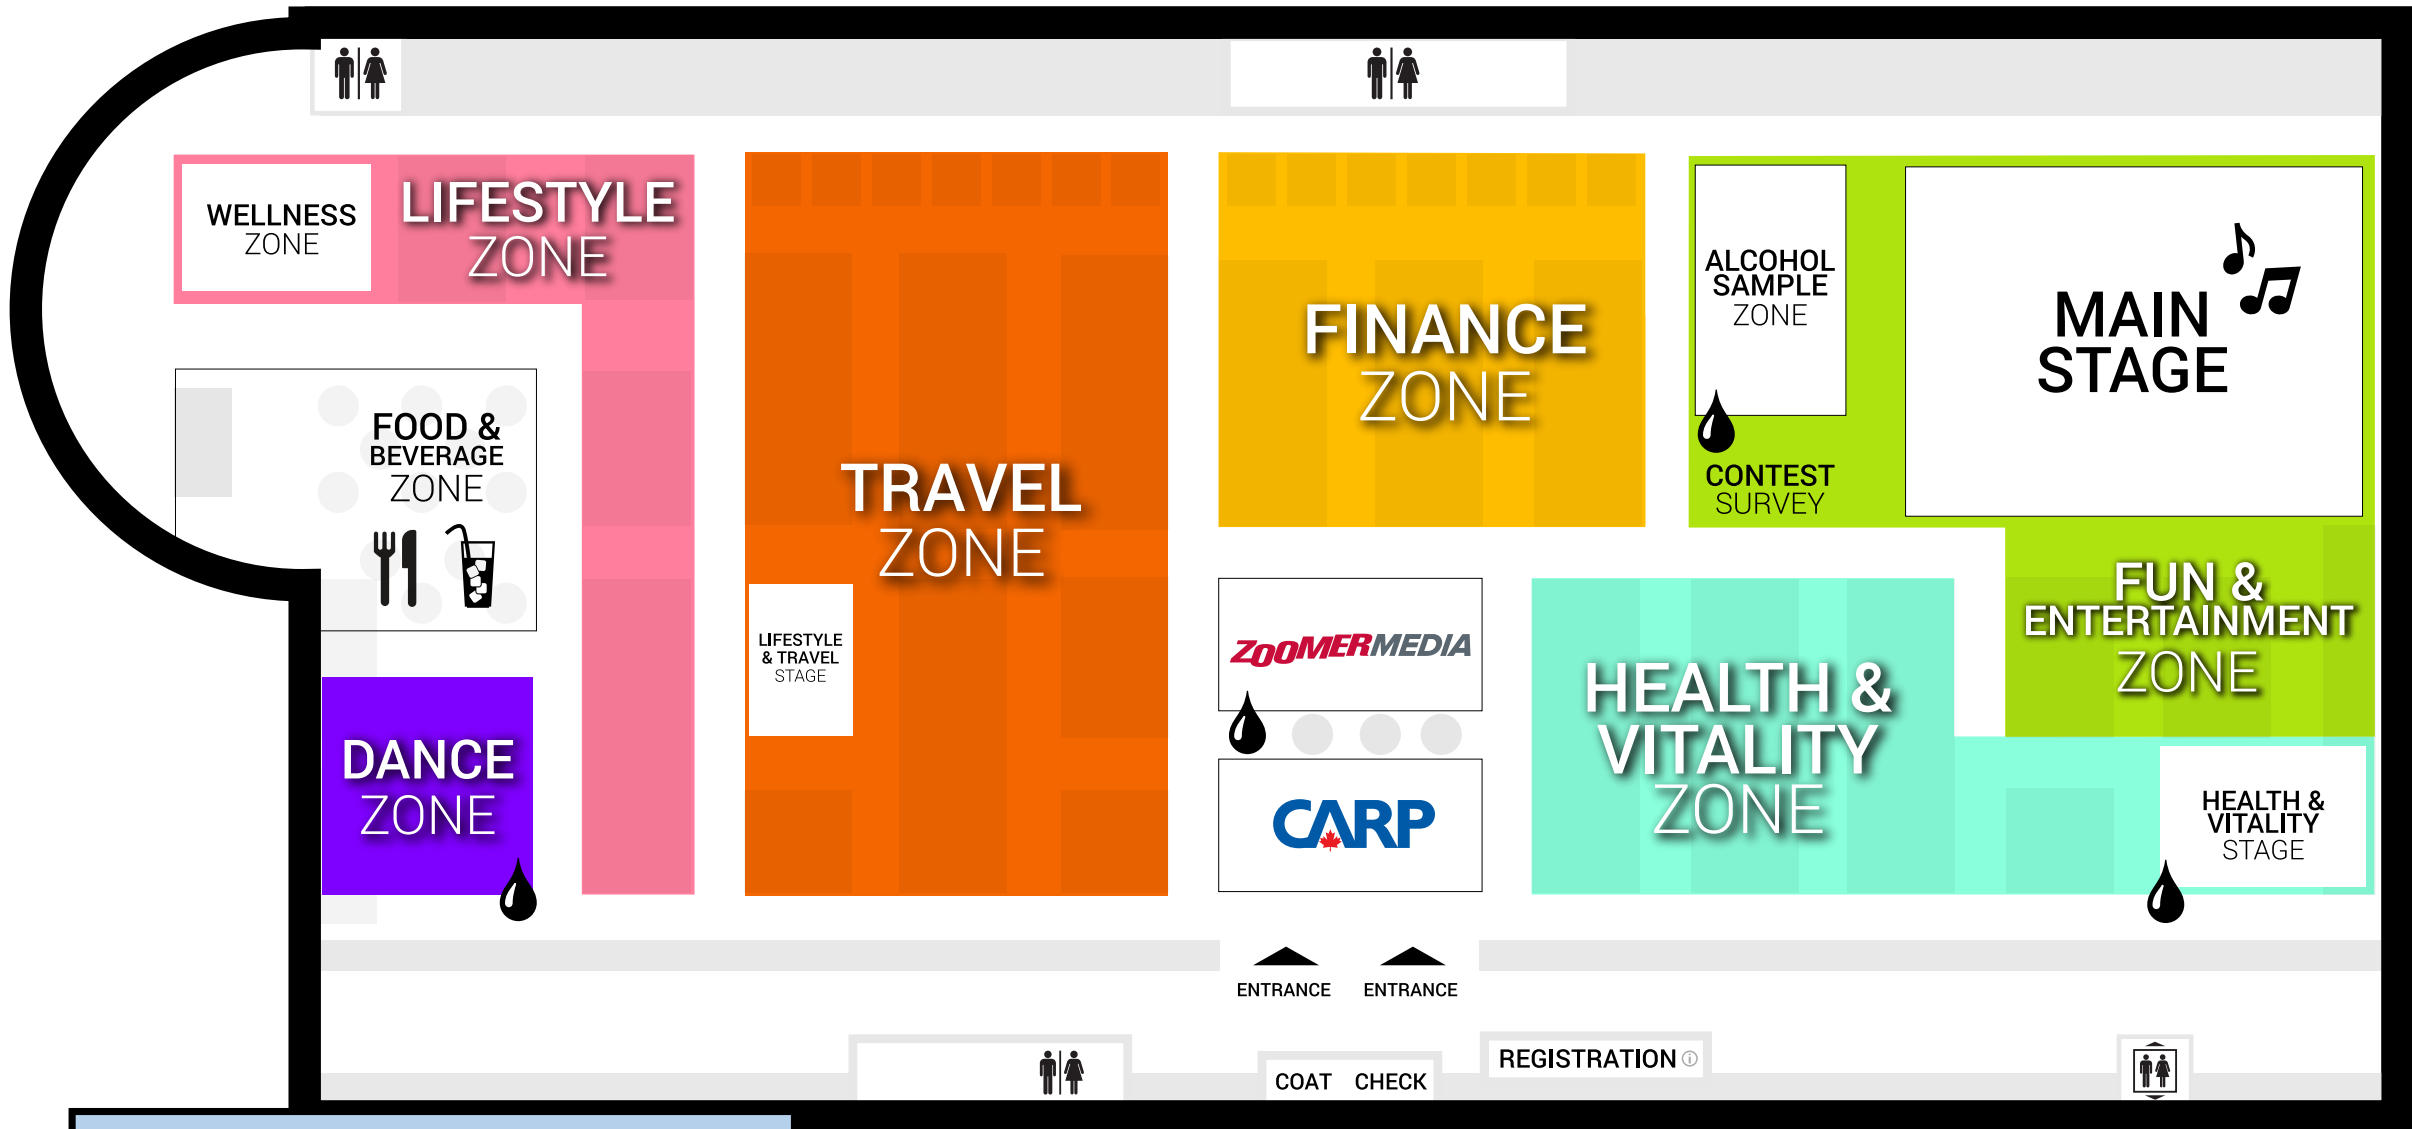 WELLNESS
ZONE
LIFESTYLE
ZONE
FOOD &
BEVERAGE
ZONE
DANCE
ZONE
TRAVEL
ZONE
LIFESTYLE
& TRAVEL
STAGE
FINANCE
ZONE
ZOOMERMEDIA
CARP
ALCOHOL
SAMPLE
ZONE
CONTEST
SURVEY
MAIN
STAGE
FUN &
ENTERTAINMENT
ZONE
HEALTH &
VITALITY
ZONE
HEALTH &
VITALITY
STAGE
ENTRANCE ENTRANCE
COAT CHECK
REGISTRATION i